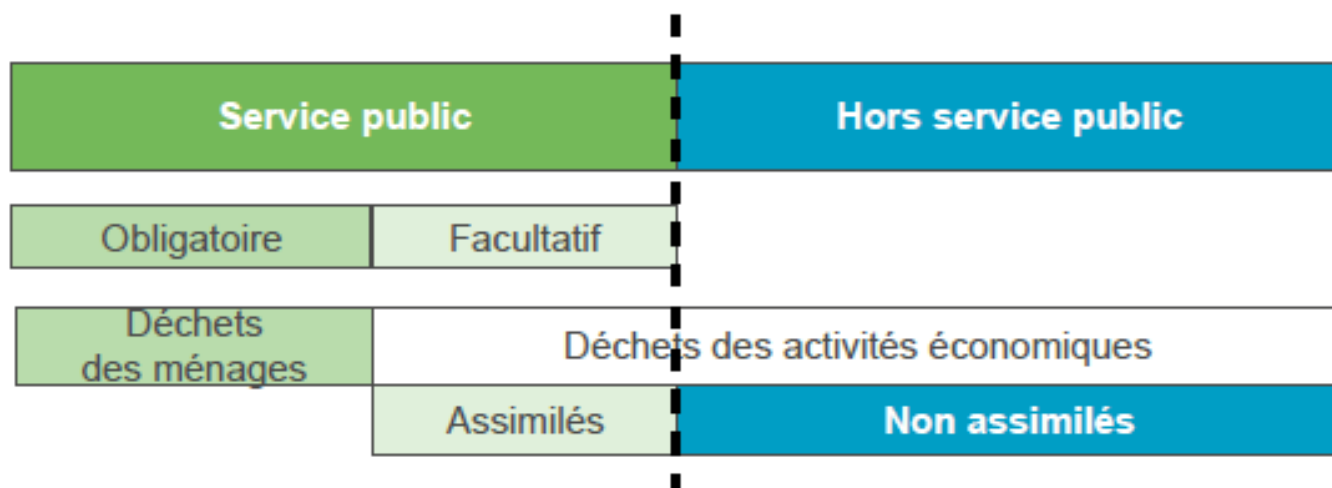 Service public
Hors service public
Obligatoire
Facultatif
Déchets
des ménages
Déchets des activités économiques
Assimilés
Non assimilés